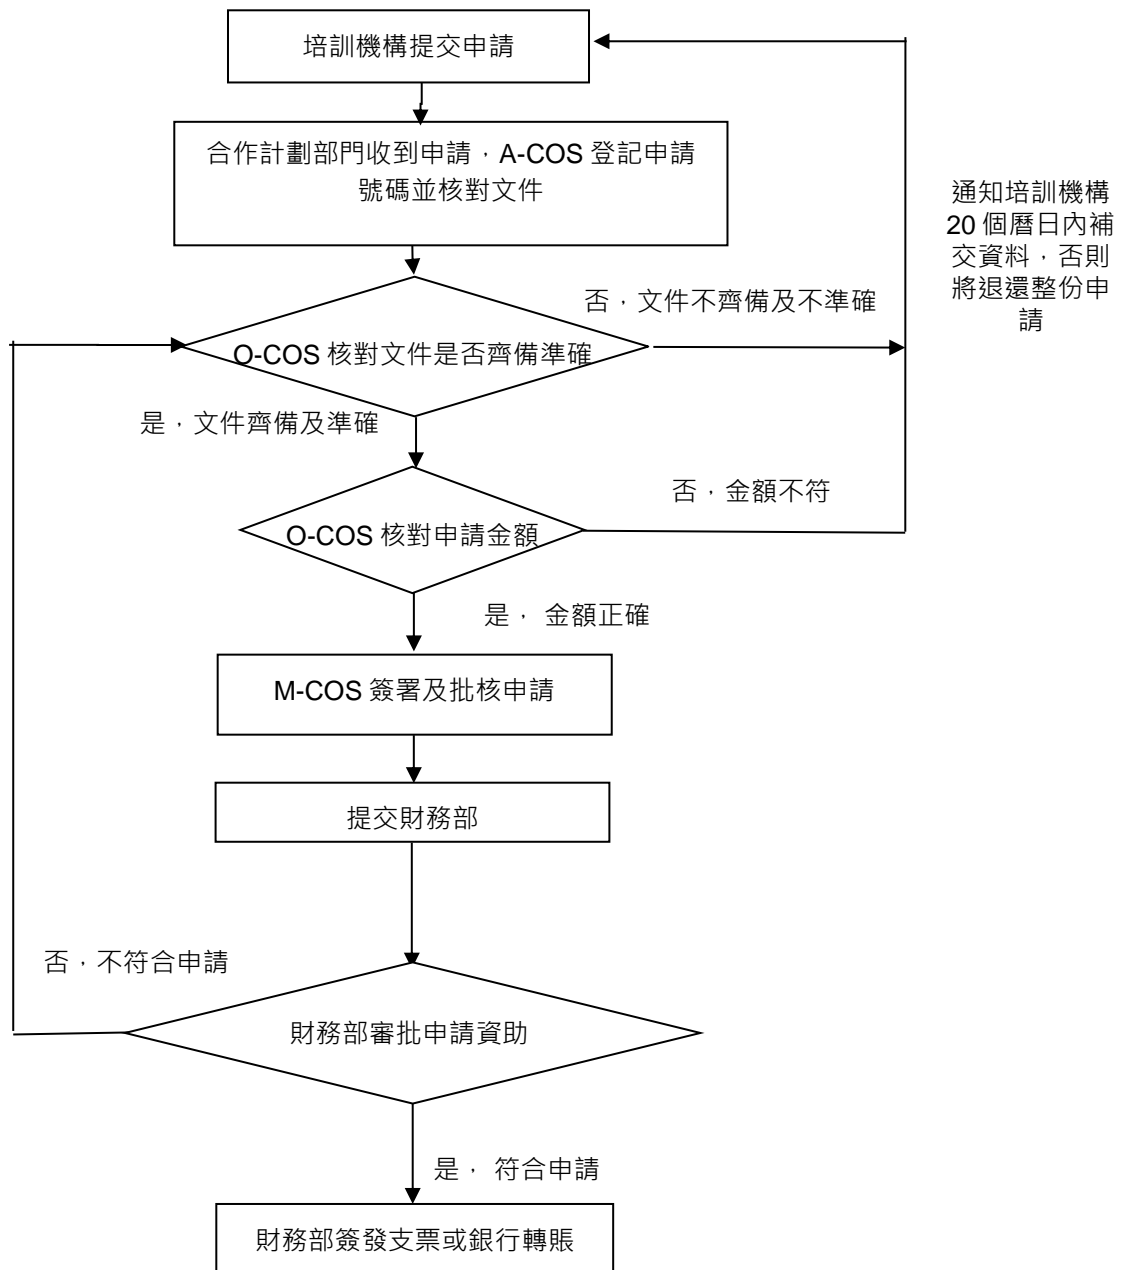 培訓機構提交申請
合作計劃部門收到申請，A-COS 登記申請
號碼並核對文件
通知培訓機構
20 個曆日內補
交資料，否則
將退還整份申
請
否，文件不齊備及不準確
O-COS 核對文件是否齊備準確
是，文件齊備及準確
否，金額不符
O-COS 核對申請金額
是， 金額正確
M-COS 簽署及批核申請
提交財務部
否，不符合申請
財務部審批申請資助
是， 符合申請
財務部簽發支票或銀行轉賬